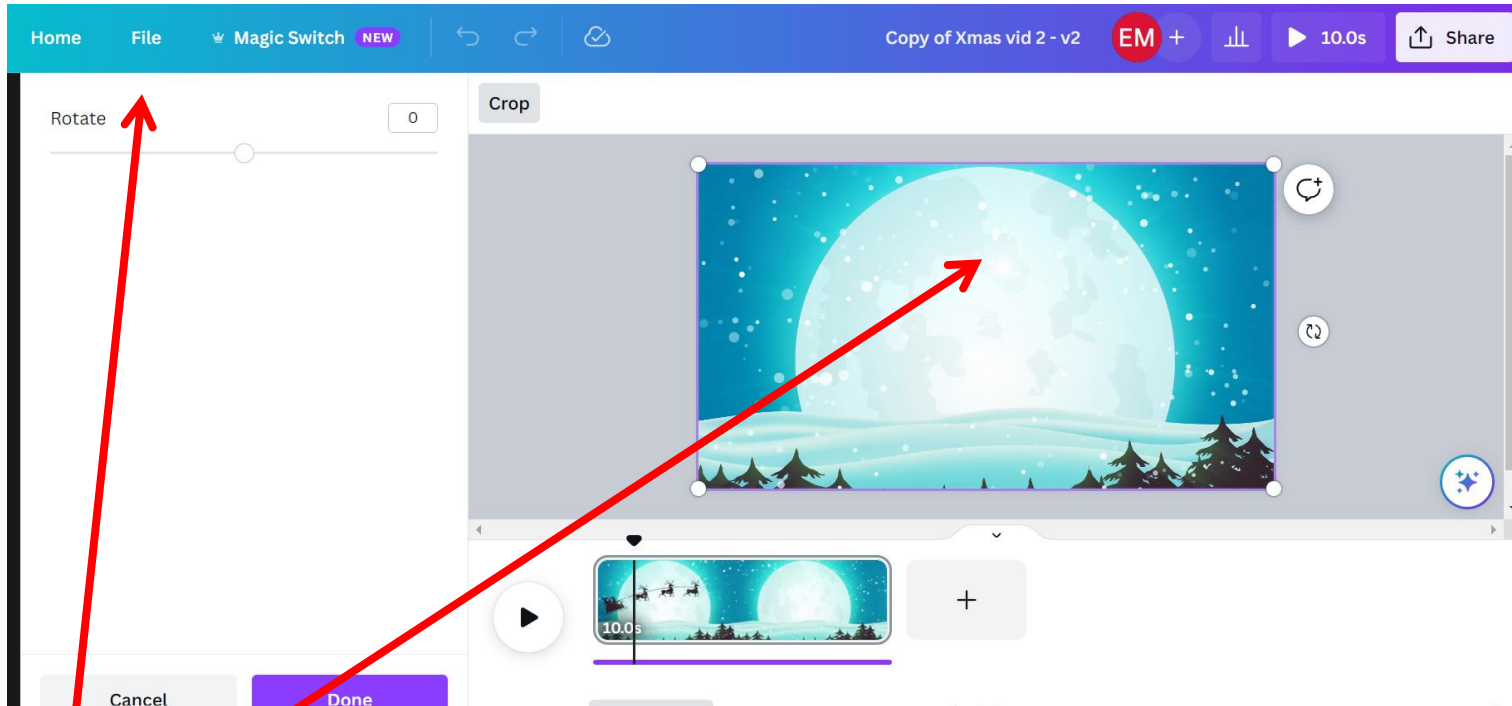 Home File Magic Switch NEW Copy of Xmas vid 2 - v2 EM + 10.0s Share
Rotate 0
Crop
10.0s
Cancel Done